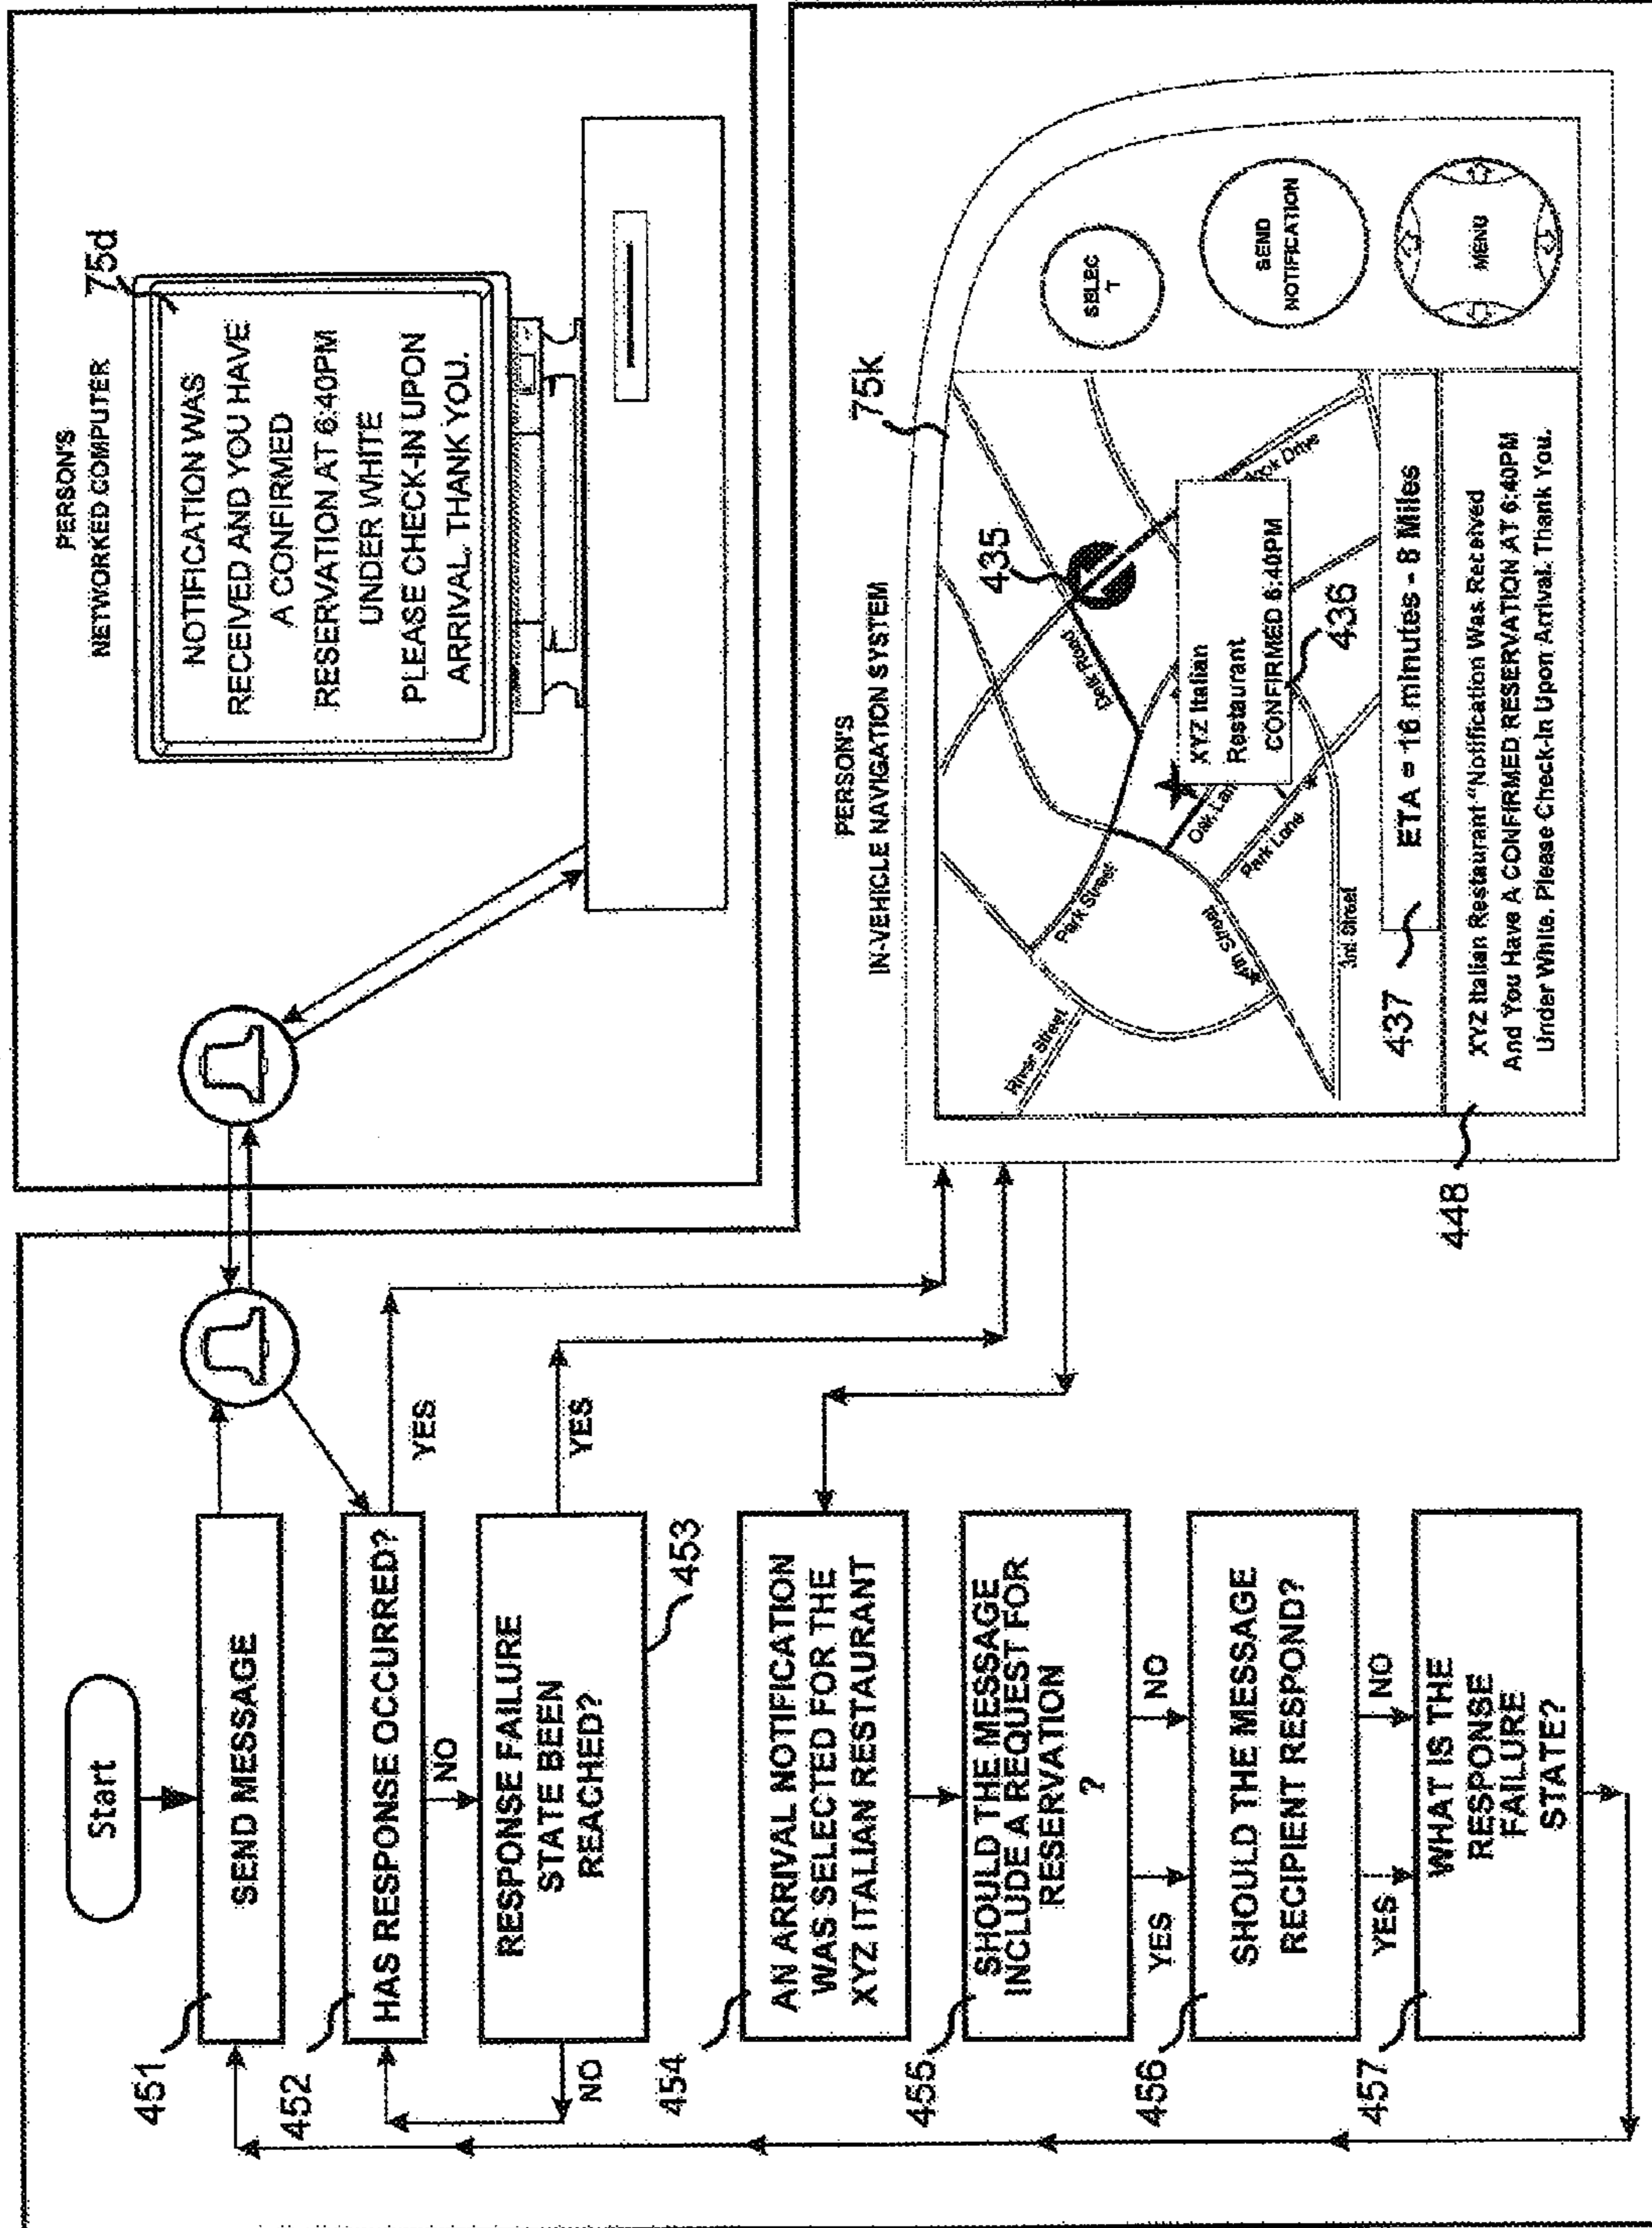 Start
451
SEND MESSAGE
452
HAS RESPONSE OCCURRED?
YES
NO
RESPONSE FAILURE
STATE BEEN
REACHED?
453
YES
NO
454
AN ARRIVAL NOTIFICATION
WAS SELECTED FOR THE
XYZ ITALIAN RESTAURANT
455
SHOULD THE MESSAGE
INCLUDE A REQUEST FOR
RESERVATION
?
YES
NO
456
SHOULD THE MESSAGE
RECIPIENT RESPOND?
YES
NO
457
WHAT IS THE
RESPONSE
FAILURE
STATE?
PERSON'S
NETWORKED COMPUTER
75d
NOTIFICATION WAS
RECEIVED AND YOU HAVE
A CONFIRMED
RESERVATION AT 6:40PM
UNDER WHITE
PLEASE CHECK-IN UPON
ARRIVAL. THANK YOU.
PERSON'S
IN-VEHICLE NAVIGATION SYSTEM
75k
435
River Street
Park Street
Street
Park Lane
Oak
3rd Street
Road
Drive
XYZ Italian
Restaurant
CONFIRMED 6:40PM
436
437
ETA = 16 minutes - 8 Miles
448
XYZ Italian Restaurant "Notification Was Received
And You Have A CONFIRMED RESERVATION AT 6:40PM
Under White. Please Check-In Upon Arrival. Thank You.
SELEC
T
SEND
NOTIFICATION
MENU